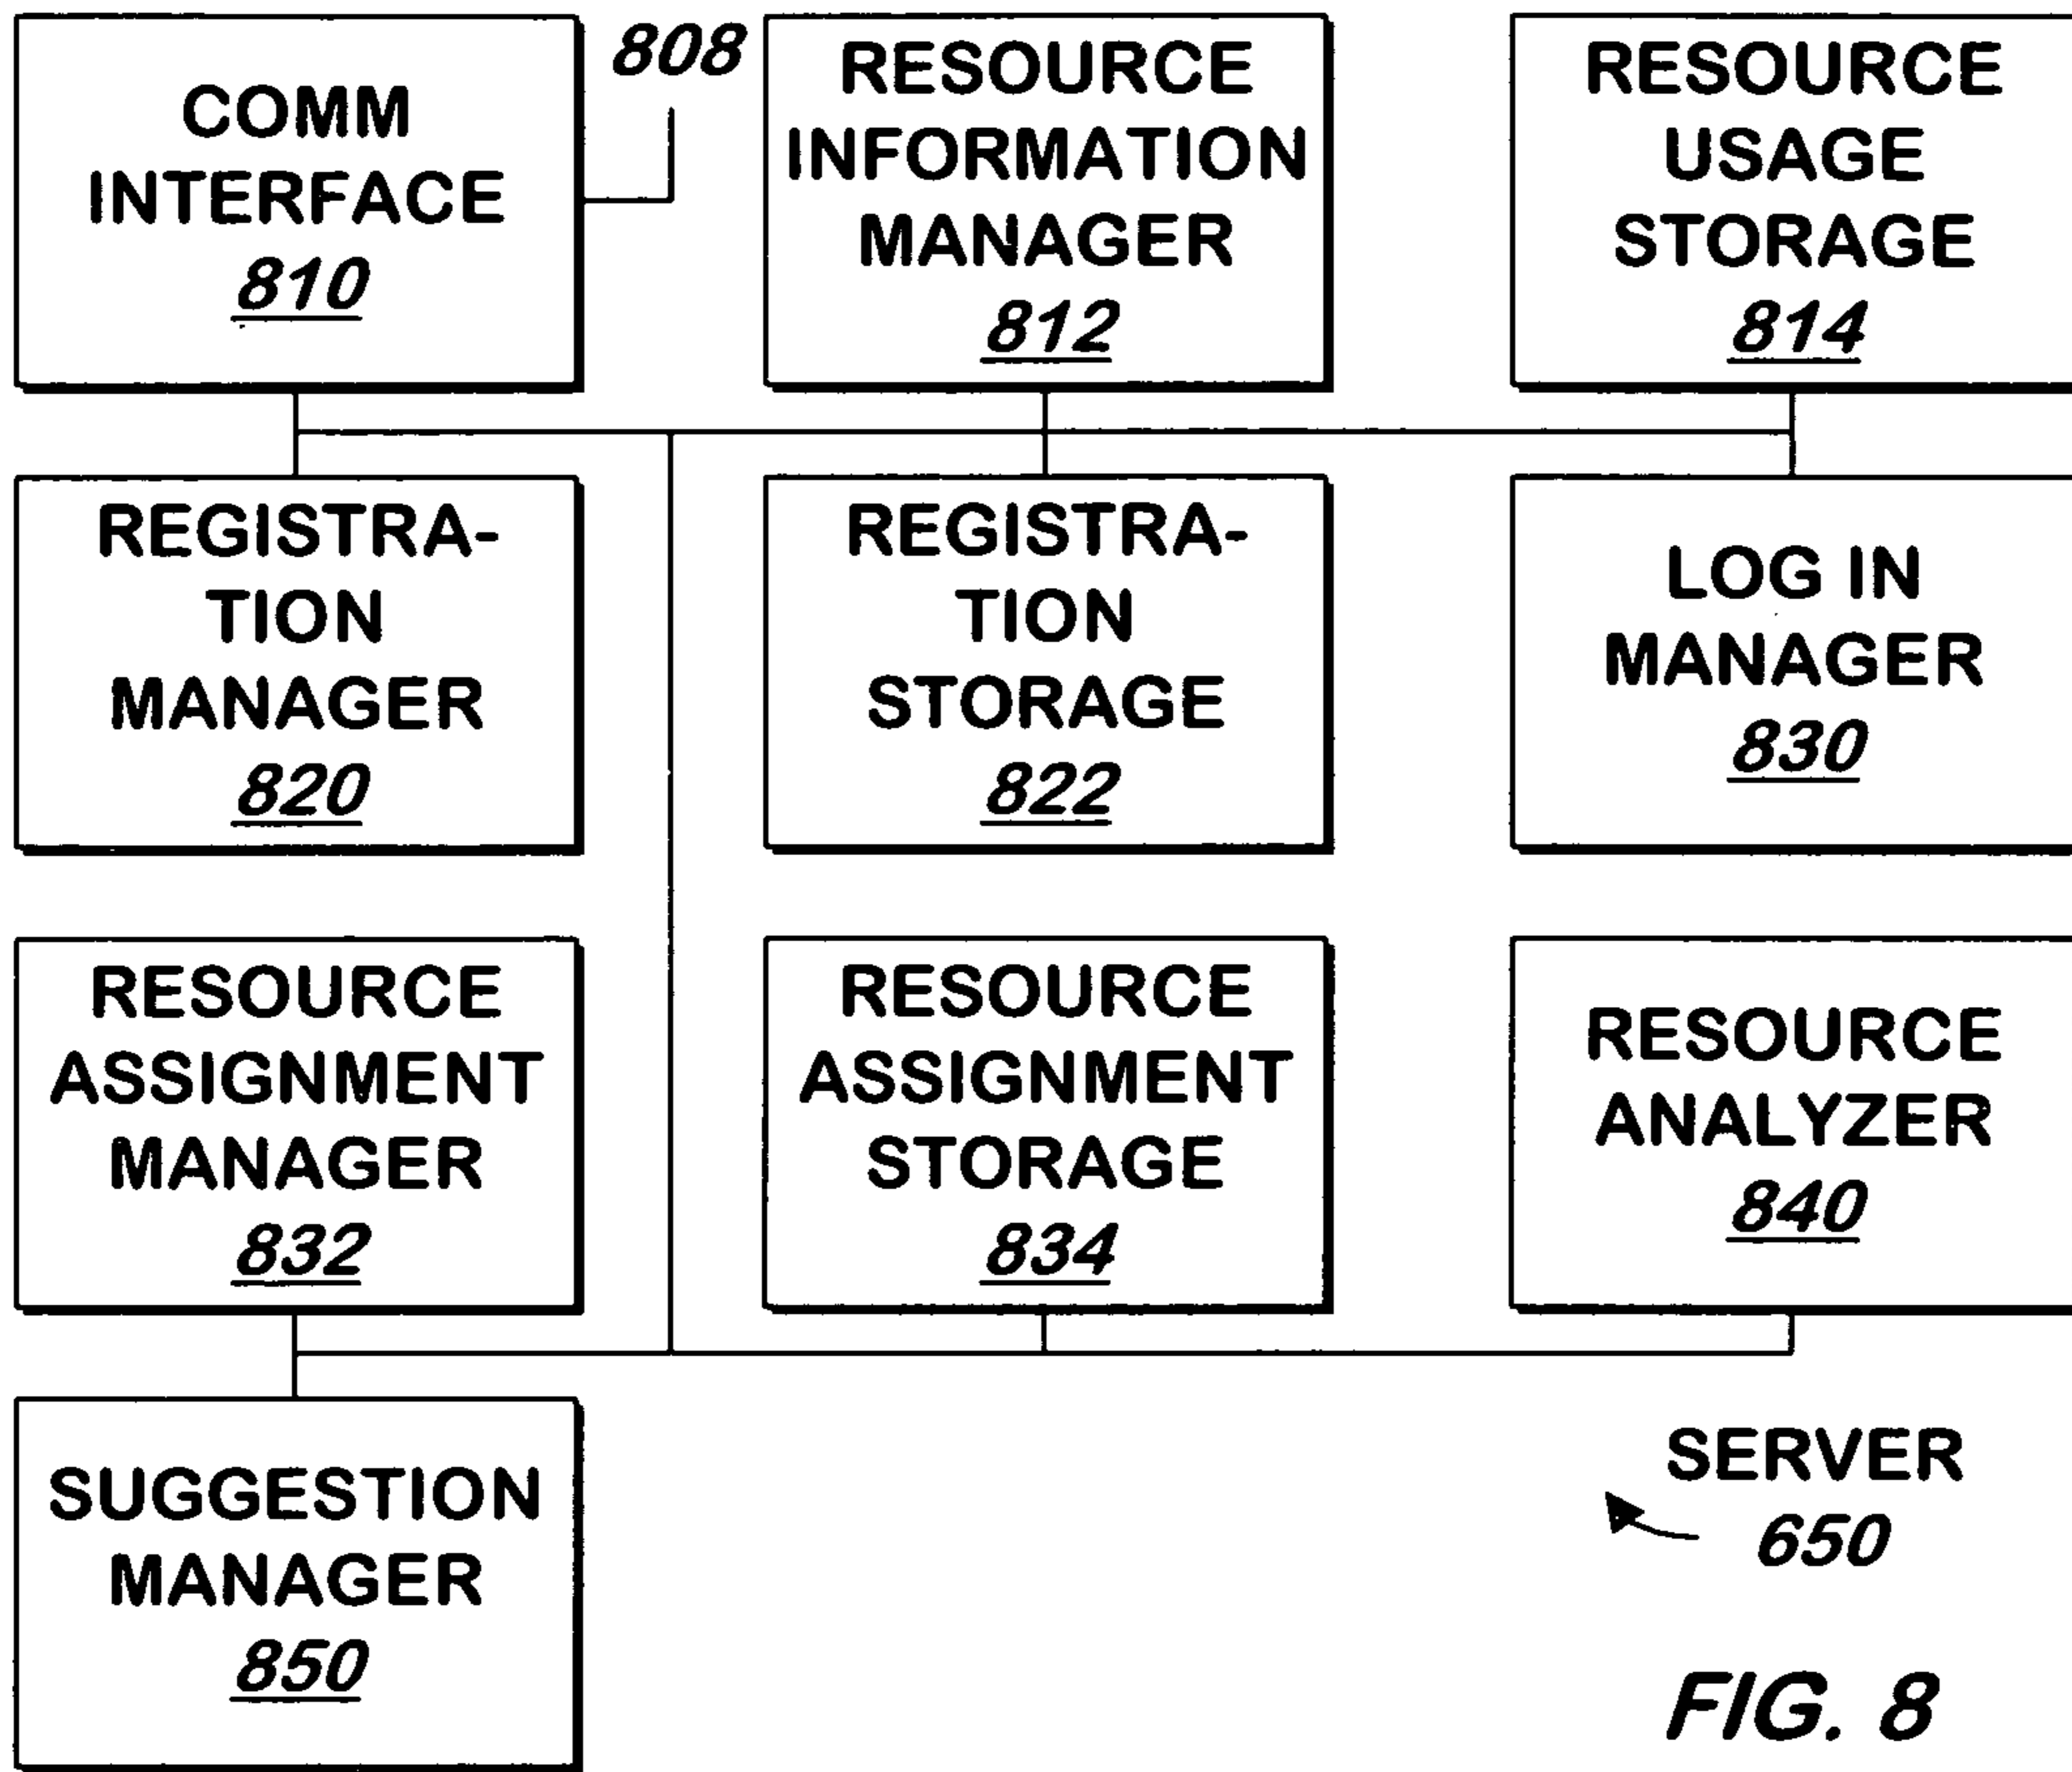 COMM
INTERFACE
810
808
RESOURCE
INFORMATION
MANAGER
812
RESOURCE
USAGE
STORAGE
814
REGISTRA-
TION
MANAGER
820
REGISTRA-
TION
STORAGE
822
LOG IN
MANAGER
830
RESOURCE
ASSIGNMENT
MANAGER
832
RESOURCE
ASSIGNMENT
STORAGE
834
RESOURCE
ANALYZER
840
SUGGESTION
MANAGER
850
SERVER
650
FIG. 8